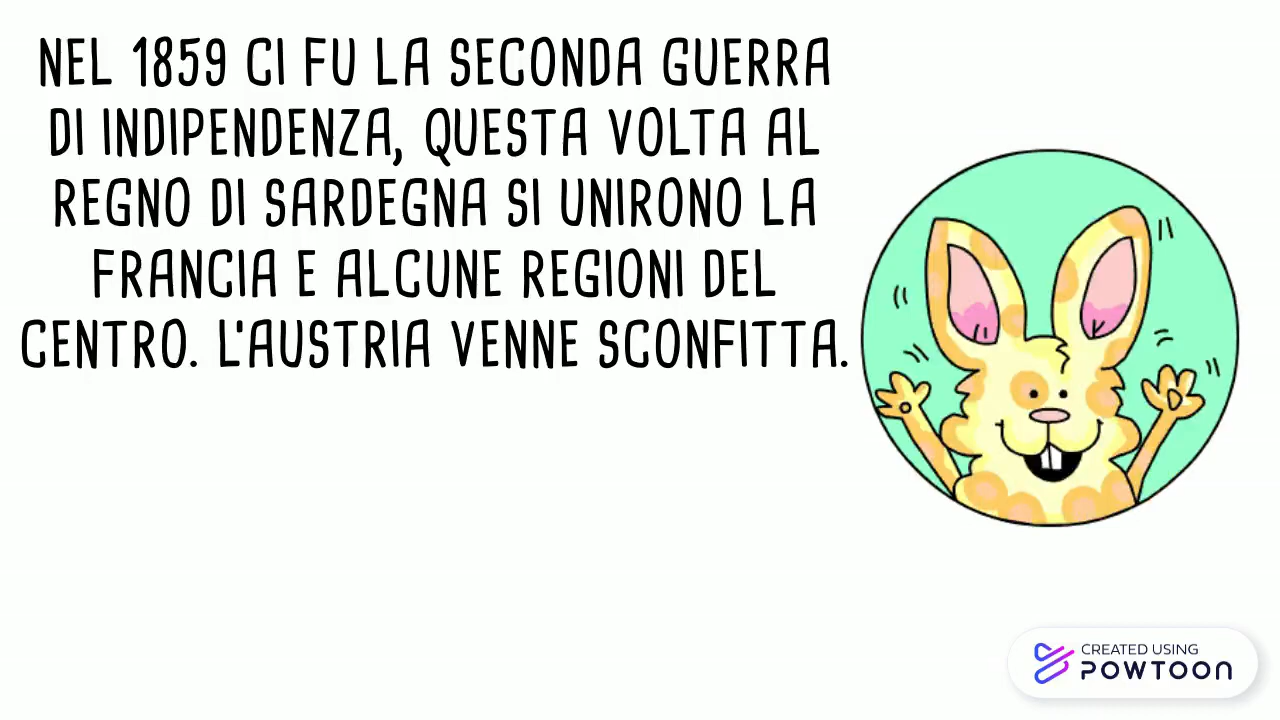 NEL 1859 CI FU LA SECONDA GUERRA
DI INDIPENDENZA, QUESTA VOLTA AL
REGNO DI SARDEGNA SI UNIRONO LA
FRANCIA E ALCUNE REGIONI DEL
CENTRO. L'AUSTRIA VENNE SCONFITTA.
CREATED USING
POWTOON